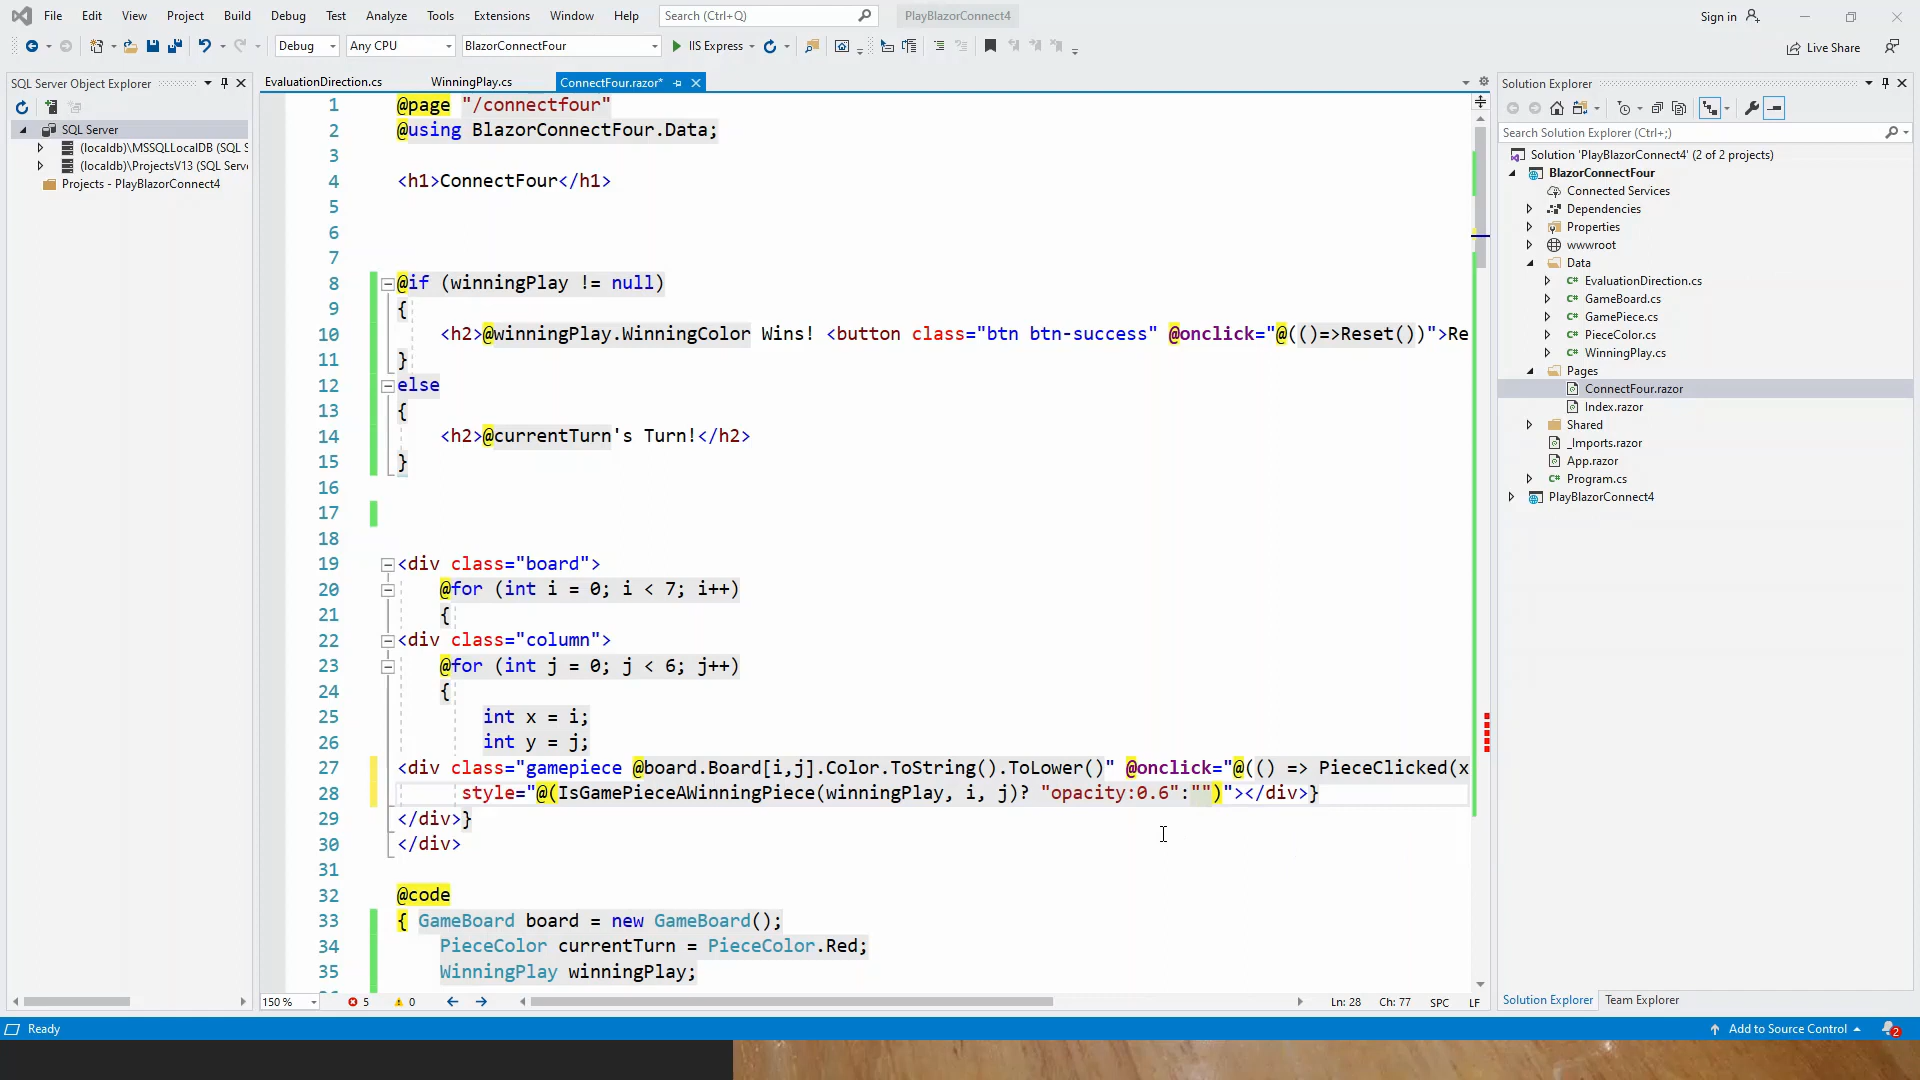 File Edit View Project Build Debug Test Analyze Tools Extensions Window Help Search (Ctrl+Q) PlayBlazorConnect4 Sign in
Debug Any CPU BlazorConnectFour IIS Express Live Share
SQL Server Object Explorer
SQL Server
(localdb)\MSSQLLocalDB (SQL S
(localdb)\ProjectsV13 (SQL Serve
Projects - PlayBlazorConnect4
EvaluationDirection.cs WinningPlay.cs ConnectFour.razor*
1 @page "/connectfour"
2 @using BlazorConnectFour.Data;
3
4 <h1>ConnectFour</h1>
5
6
7
8 @if (winningPlay != null)
9 {
10 <h2>@winningPlay.WinningColor Wins! <button class="btn btn-success" @onclick="@(()=>Reset())">Re
11 }
12 else
13 {
14 <h2>@currentTurn's Turn!</h2>
15 }
16
17
18
19 <div class="board">
20 @for (int i = 0; i < 7; i++)
21 {
22 <div class="column">
23 @for (int j = 0; j < 6; j++)
24 {
25 int x = i;
26 int y = j;
27 <div class="gamepiece @board.Board[i,j].Color.ToString().ToLower()" @onclick="@(() => PieceClicked(x
28 style="@(IsGamePieceAWinningPiece(winningPlay, i, j)? "opacity:0.6":"")"></div>}
29 </div>}
30 </div>
31
32 @code
33 { GameBoard board = new GameBoard();
34 PieceColor currentTurn = PieceColor.Red;
35 WinningPlay winningPlay;
150 % 5 0 Ln: 28 Ch: 77 SPC LF
Solution Explorer
Search Solution Explorer (Ctrl+;)
Solution 'PlayBlazorConnect4' (2 of 2 projects)
BlazorConnectFour
Connected Services
Dependencies
Properties
wwwroot
Data
C# EvaluationDirection.cs
C# GameBoard.cs
C# GamePiece.cs
C# PieceColor.cs
C# WinningPlay.cs
Pages
ConnectFour.razor
Index.razor
Shared
_Imports.razor
App.razor
C# Program.cs
PlayBlazorConnect4
Solution Explorer Team Explorer
Ready Add to Source Control 2